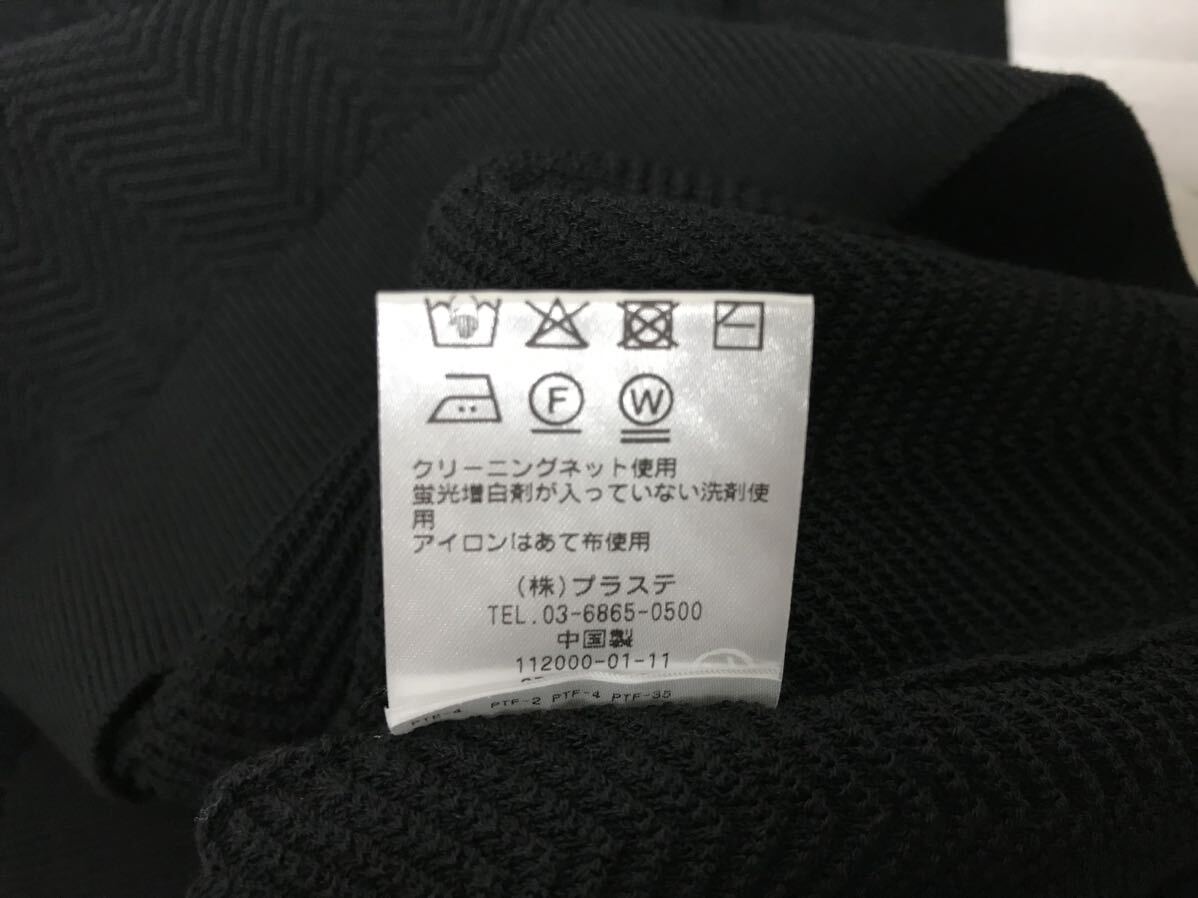 F W
クリーニングネット使用
蛍光増白剤が入っていない洗剤使
用
アイロンはあて布使用
(株)プラステ
TEL.03-6865-0500
中国製
112000-01-11
PTF-4 PTF-2 PTF-4 PTF-35